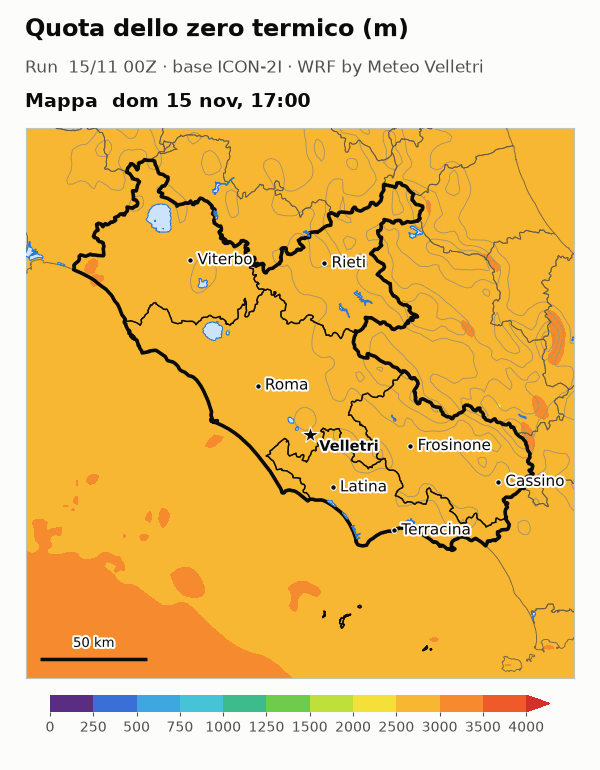 Quota dello zero termico (m)
Run  15/11 00Z · base ICON-2I · WRF by Meteo Velletri
Mappa  dom 15 nov, 17:00
Viterbo
Rieti
Roma
Velletri
Frosinone
Latina
Cassino
Terracina
50 km
0 250 500 750 1000 1250 1500 2000 2500 3000 3500 4000